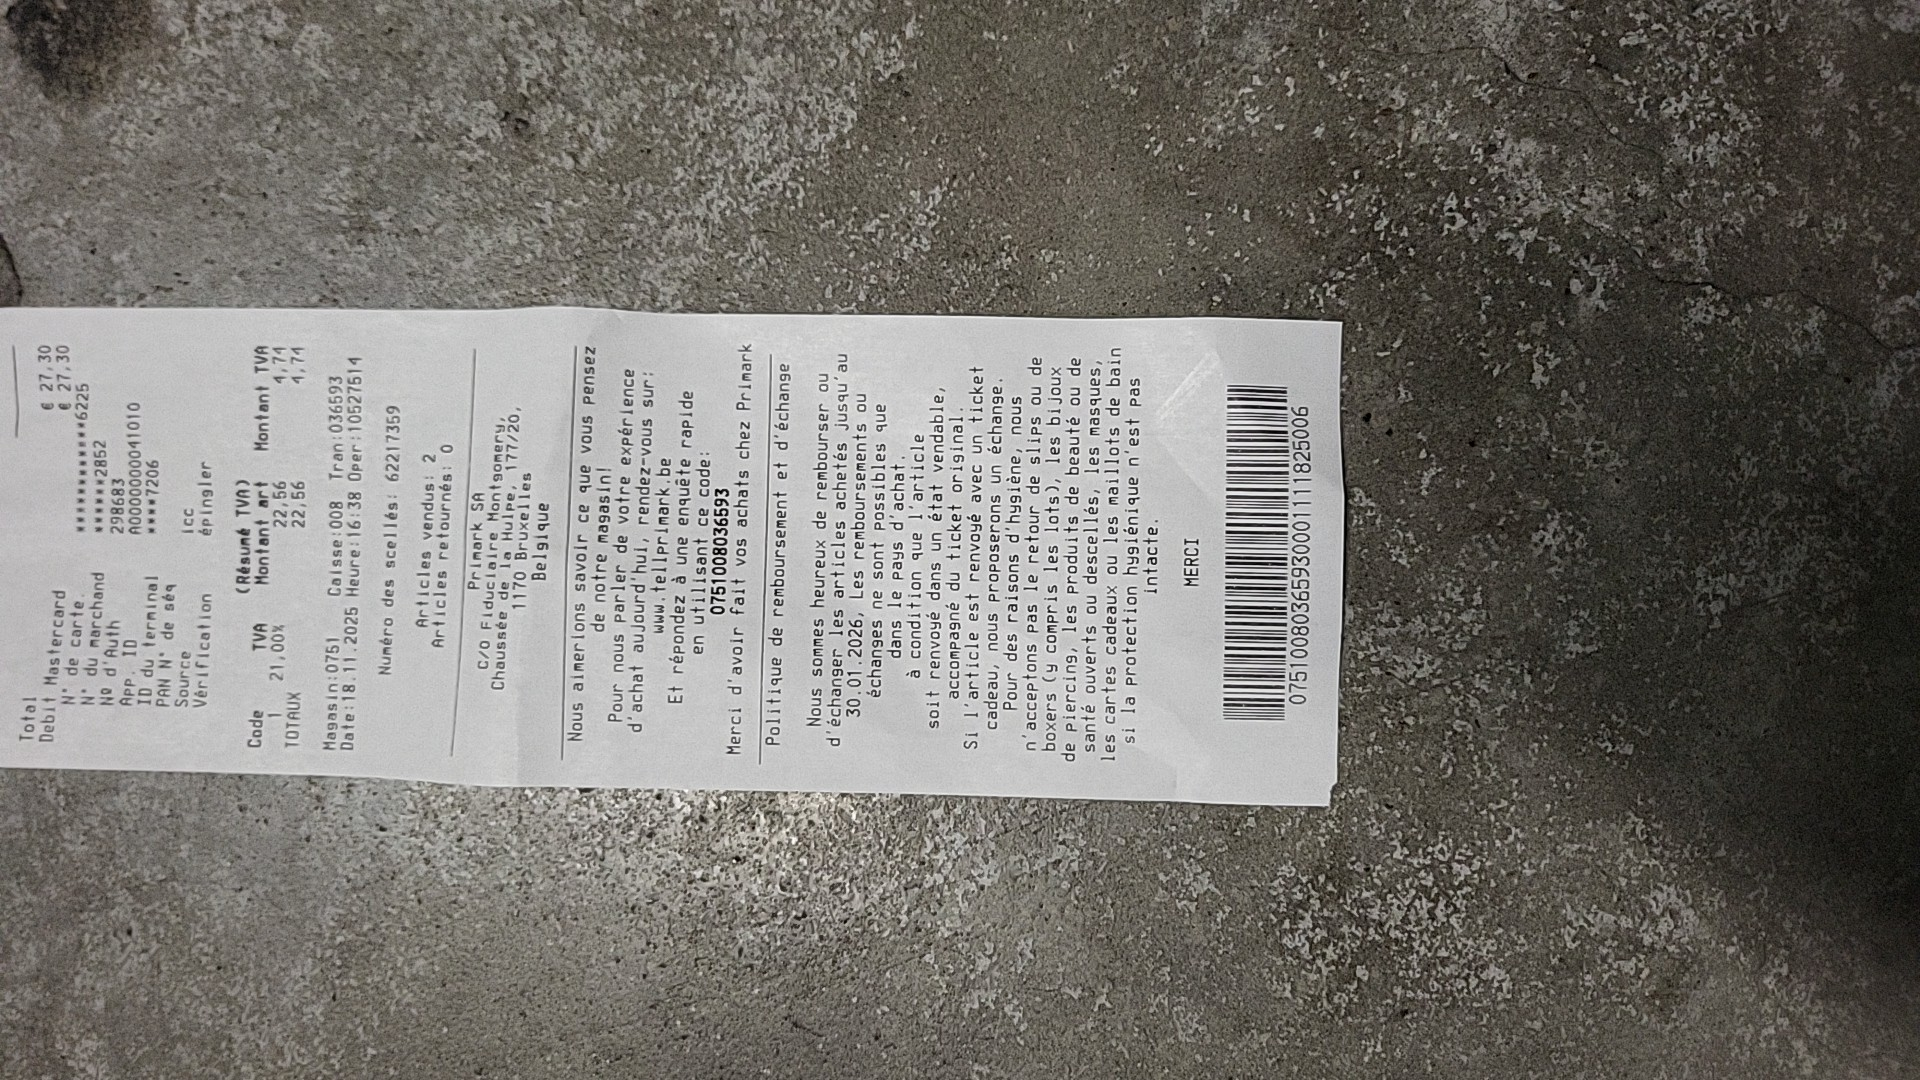 Total € 27,30
Debit Mastercard € 27,30
N° de carte. ************6225
N° du marchand ******2852
Nº d'Auth 298683
App. ID A0000000041010
ID du terminal ****7206
PAN N° de séq
Source icc
Vérification épingler
(Résumé TVA)
Code TVA Montant art Montant TVA
1 21,00% 22,56 4,74
TOTAUX 22,56 4,74
Magasin:0751 Caisse:008 Tran:036593
Date:18.11.2025 Heure:16:38 Oper:10527514
Numéro des scellés: 62217359
Articles vendus: 2
Articles retournés: 0
Primark SA
C/O Fiduciaire Montgomery,
Chaussée de la Hulpe, 177/20,
1170 Bruxelles
Belgique
Nous aimerions savoir ce que vous pensez
de notre magasin!
Pour nous parler de votre expérience
d'achat aujourd'hui, rendez-vous sur:
www.tellprimark.be
Et répondez à une enquête rapide
en utilisant ce code:
0751008036593
Merci d'avoir fait vos achats chez Primark
Politique de remboursement et d'échange
Nous sommes heureux de rembourser ou
d'échanger les articles achetés jusqu'au
30.01.2026, Les remboursements ou
échanges ne sont possibles que
dans le pays d'achat.
à condition que l'article
soit renvoyé dans un état vendable,
accompagné du ticket original.
Si l'article est renvoyé avec un ticket
cadeau, nous proposerons un échange.
Pour des raisons d'hygiène, nous
n'acceptons pas le retour de slips ou de
boxers (y compris les lots), les bijoux
de piercing, les produits de beauté ou de
santé ouverts ou descellés, les masques,
les cartes cadeaux ou les maillots de bain
si la protection hygiénique n'est pas
intacte.
MERCI
075100803659300011111825006